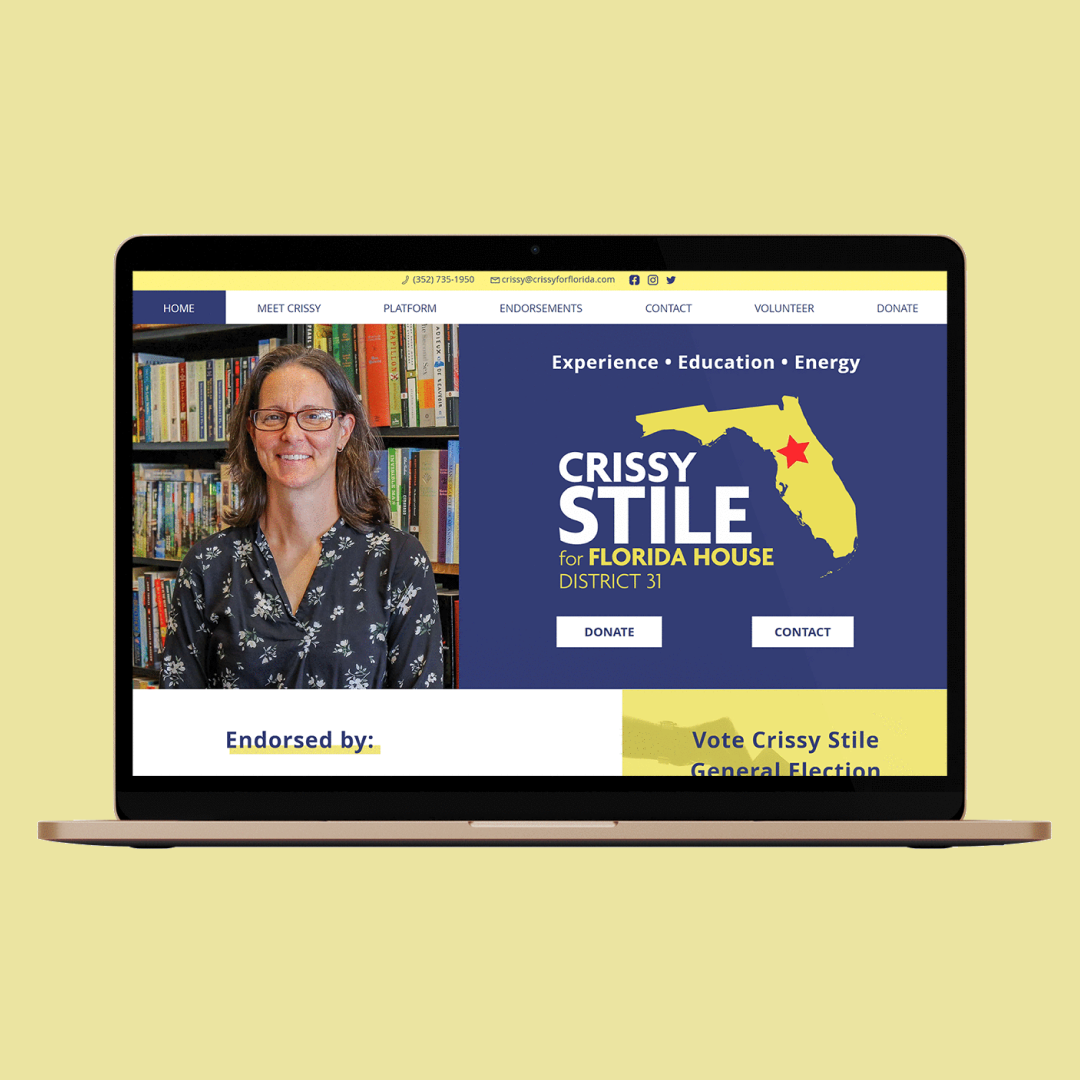 (352) 735-1950 crissy@crissyforflorida.com
HOME MEET CRISSY PLATFORM ENDORSEMENTS CONTACT VOLUNTEER DONATE
PAPILLON
Experience • Education • Energy
CRISSY
STILE
for FLORIDA HOUSE
DISTRICT 31
DONATE CONTACT
Endorsed by:
Vote Crissy Stile
General Election